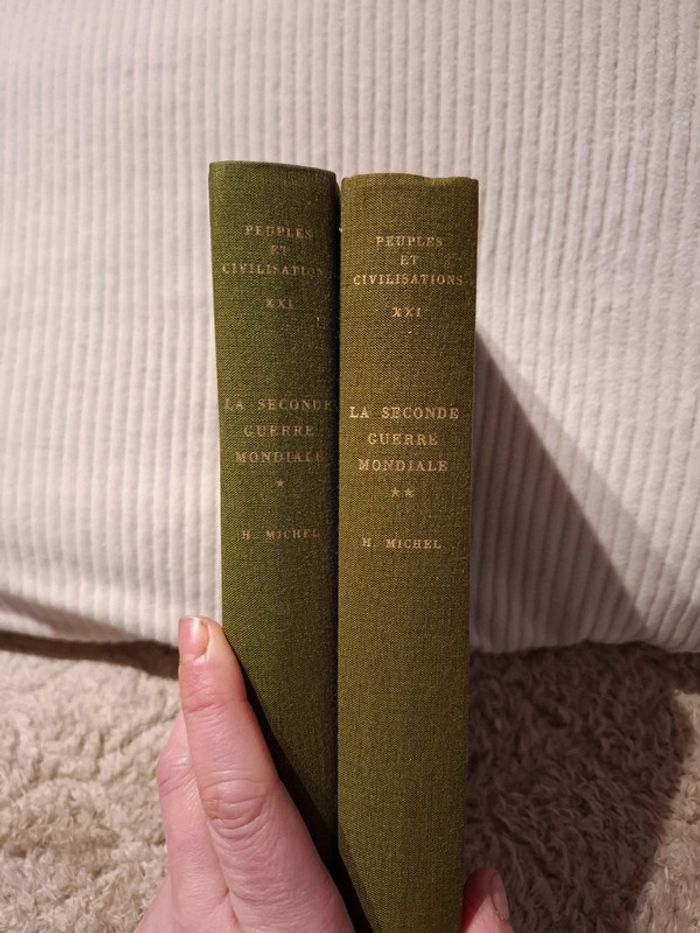 PEUPLES
ET
CIVILISATIONS
XXI
LA SECONDE
GUERRE
MONDIALE
*
H. MICHEL
PEUPLES
ET
CIVILISATIONS
XXI
LA SECONDE
GUERRE
MONDIALE
**
H. MICHEL